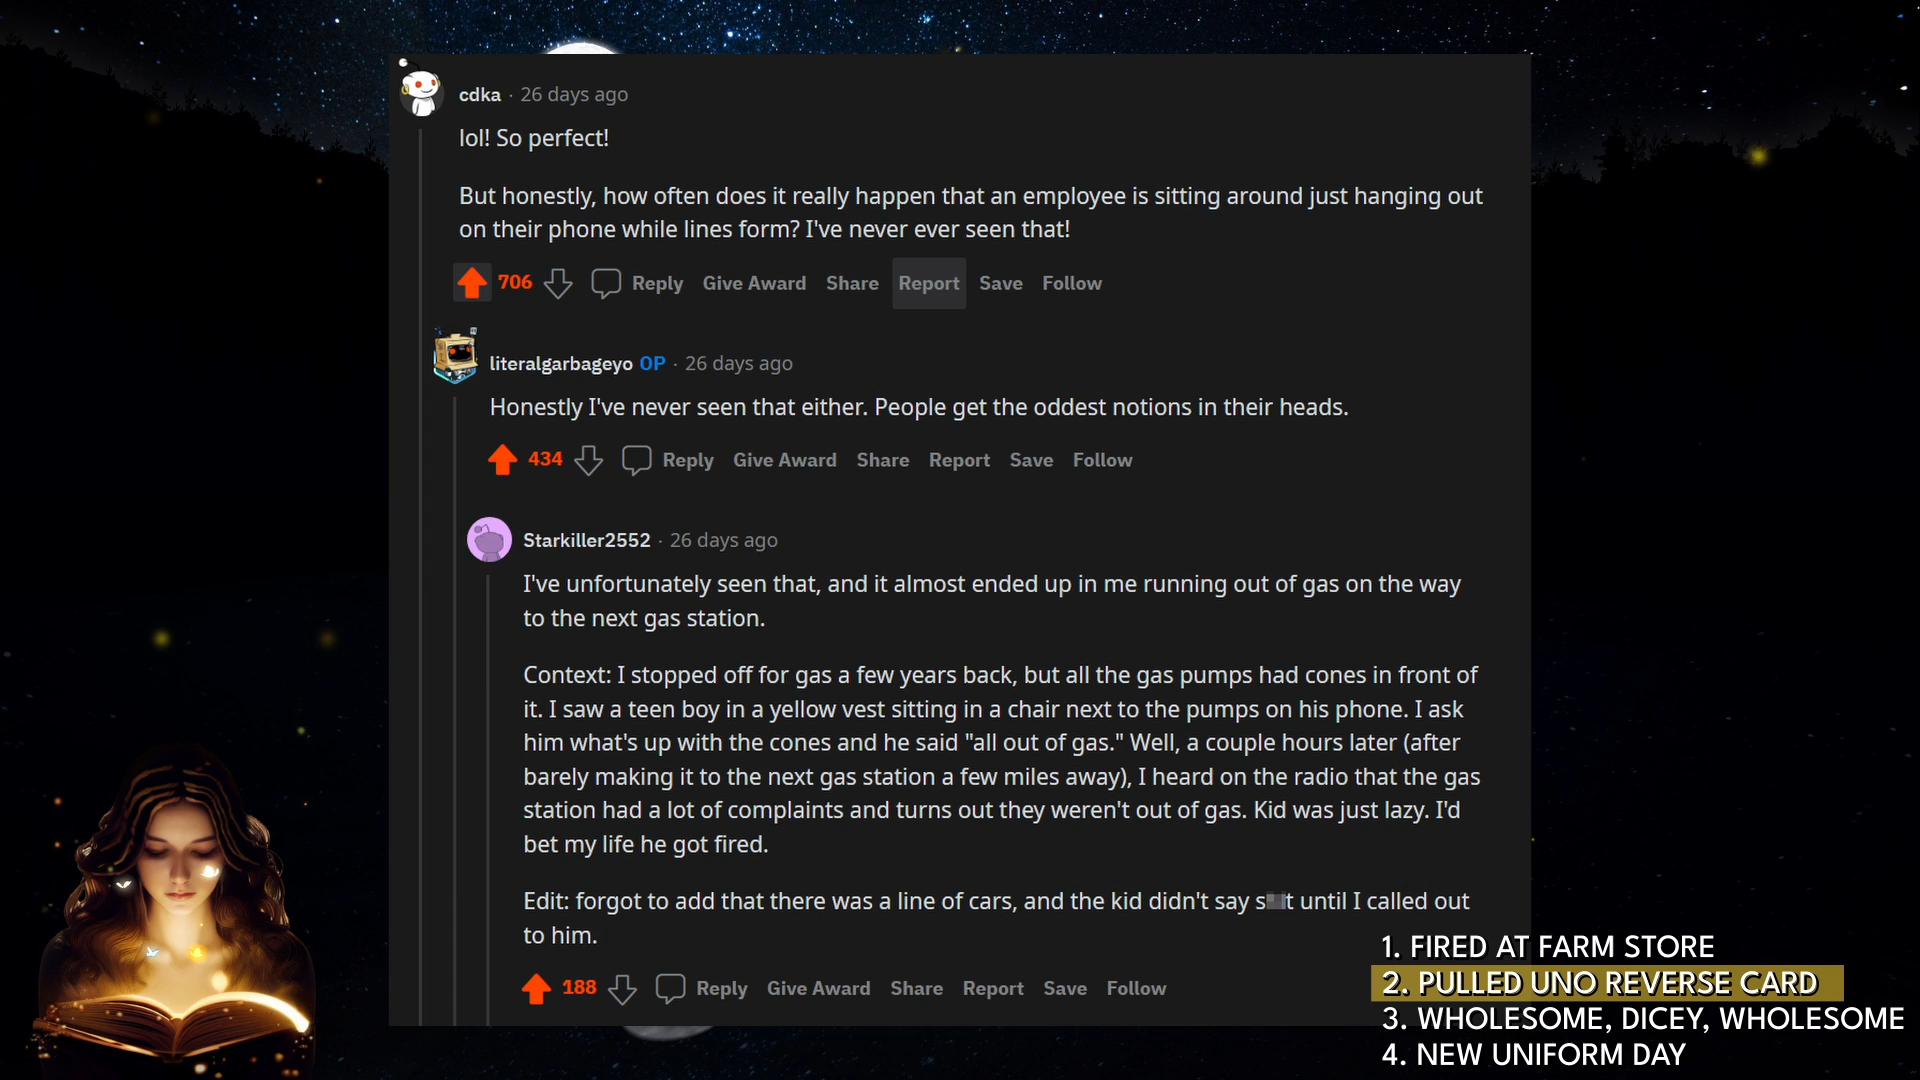 cdka · 26 days ago
lol! So perfect!
But honestly, how often does it really happen that an employee is sitting around just hanging out
on their phone while lines form? I've never ever seen that!
706 Reply Give Award Share Report Save Follow
literalgarbageyo OP · 26 days ago
Honestly I've never seen that either. People get the oddest notions in their heads.
434 Reply Give Award Share Report Save Follow
Starkiller2552 · 26 days ago
I've unfortunately seen that, and it almost ended up in me running out of gas on the way
to the next gas station.
Context: I stopped off for gas a few years back, but all the gas pumps had cones in front of
it. I saw a teen boy in a yellow vest sitting in a chair next to the pumps on his phone. I ask
him what's up with the cones and he said "all out of gas." Well, a couple hours later (after
barely making it to the next gas station a few miles away), I heard on the radio that the gas
station had a lot of complaints and turns out they weren't out of gas. Kid was just lazy. I'd
bet my life he got fired.
Edit: forgot to add that there was a line of cars, and the kid didn't say until I called out
to him.
188 Reply Give Award Share Report Save Follow
1. FIRED AT FARM STORE
2. PULLED UNO REVERSE CARD
3. WHOLESOME, DICEY, WHOLESOME
4. NEW UNIFORM DAY